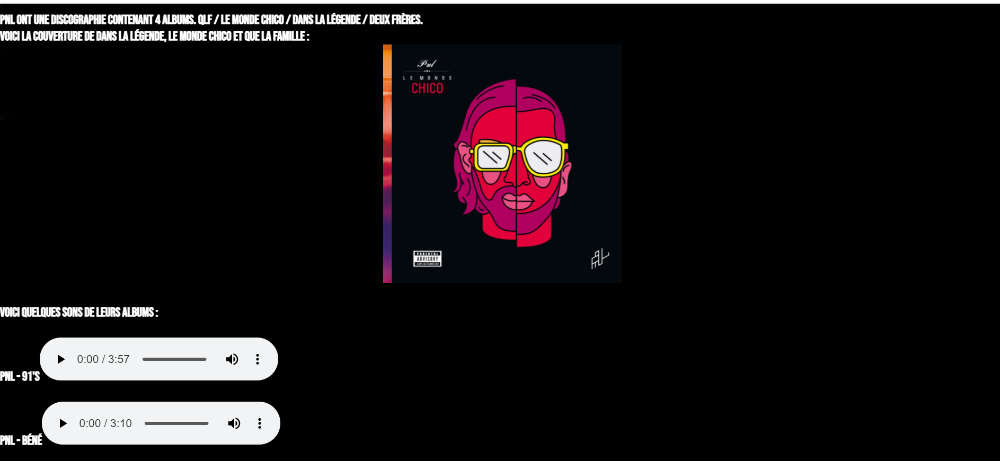 PNL ONT UNE DISCOGRAPHIE CONTENANT 4 ALBUMS. QLF / LE MONDE CHICO / DANS LA LÉGENDE / DEUX FRÈRES.
VOICI LA COUVERTURE DE DANS LA LÉGENDE, LE MONDE CHICO ET QUE LA FAMILLE :
Pnl
LE MONDE
CHICO
PARENTAL
ADVISORY
EXPLICIT CONTENT
PNL
VOICI QUELQUES SONS DE LEURS ALBUMS :
0:00 / 3:57
PNL - 91'S
0:00 / 3:10
PNL - BÉNÉ